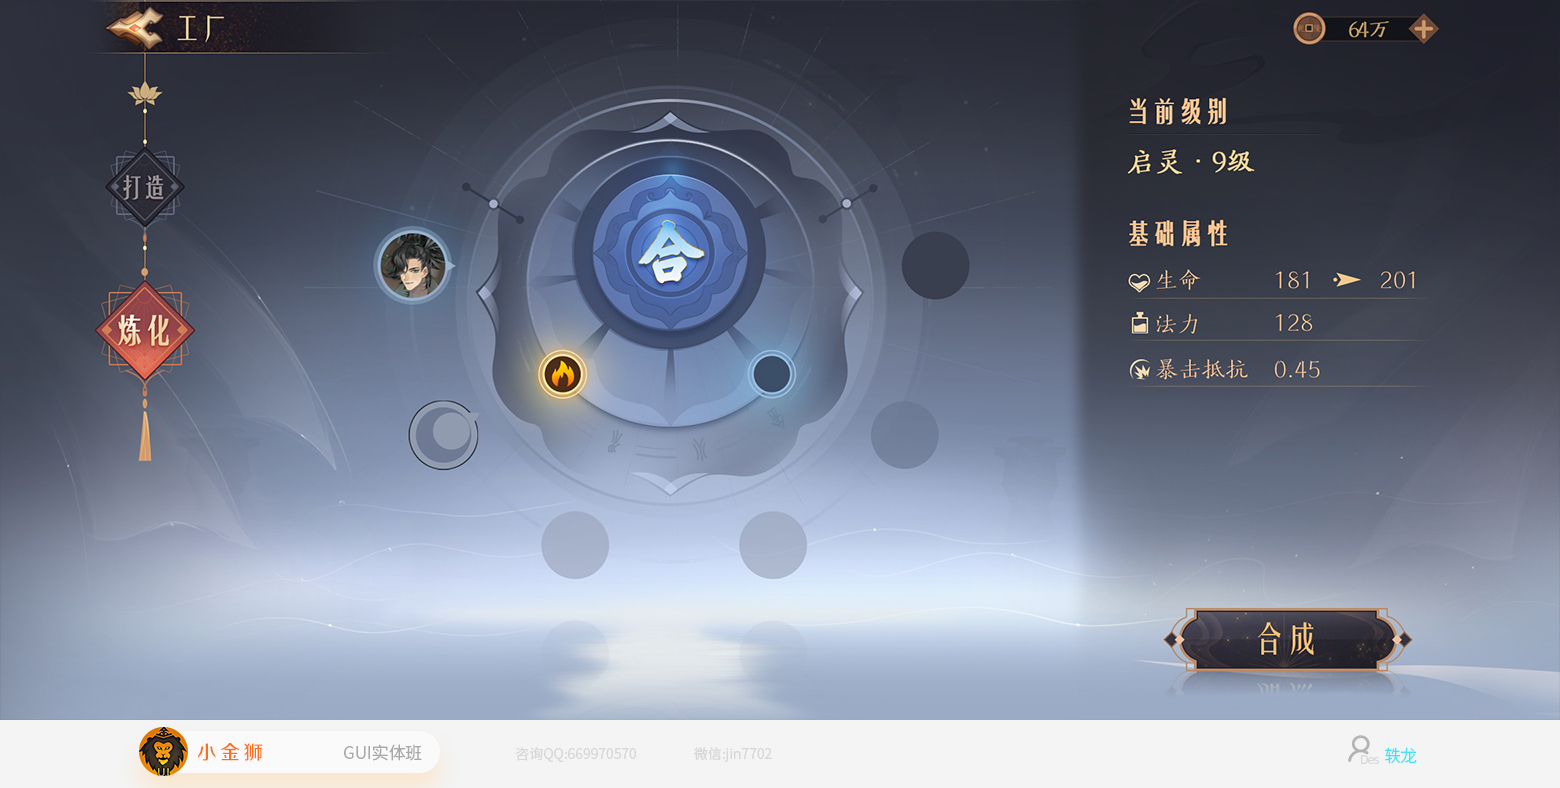 工厂
64万
打造
炼化
合
当前级别
启灵·9级
基础属性
生命 181 201
法力 128
暴击抵抗 0.45
合成
小金狮
GUI实体班
咨询QQ:669970570
微信:jin7702
Des 轶龙